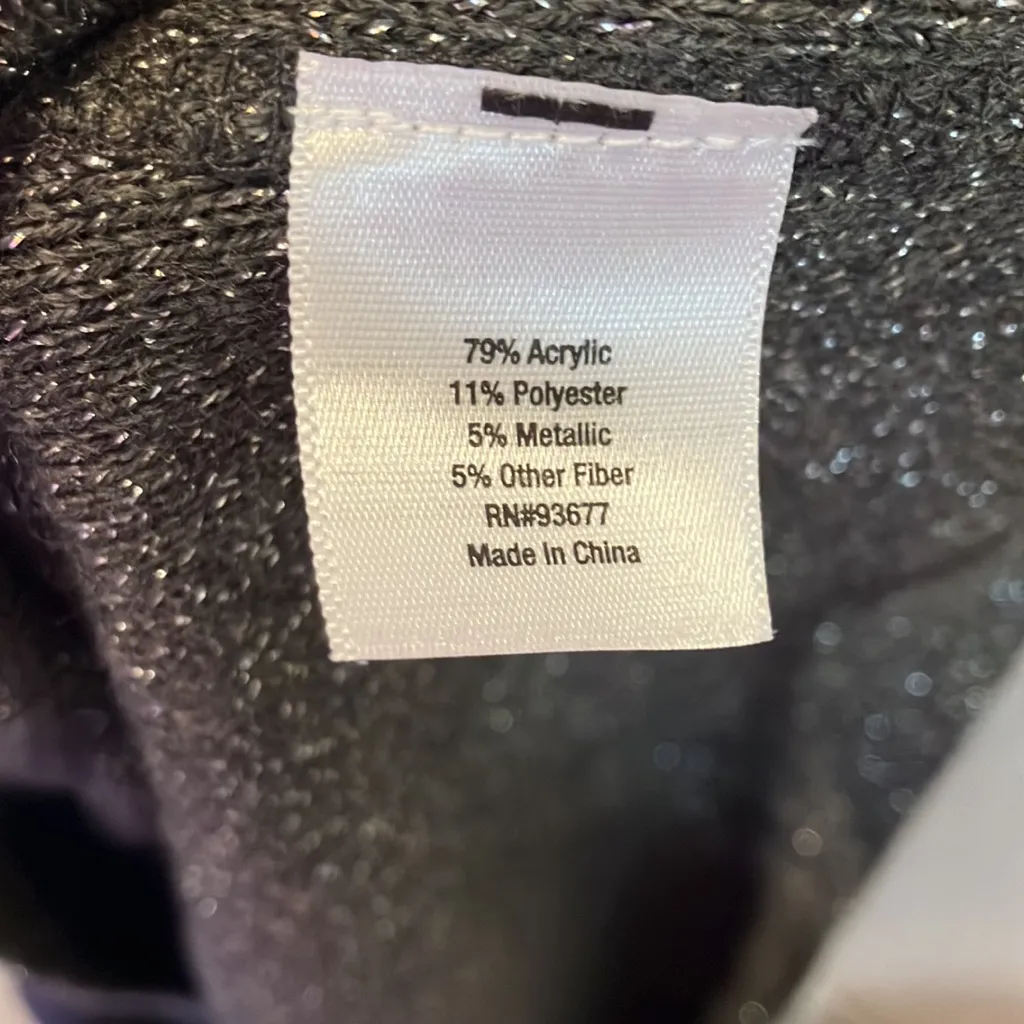 79% Acrylic
11% Polyester
5% Metallic
5% Other Fiber
RN#93677
Made In China